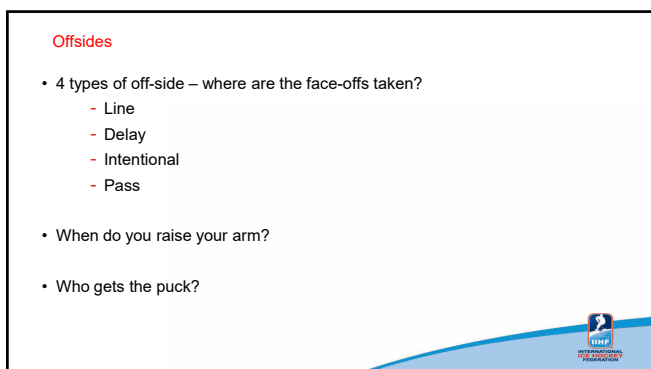 Offsides
• 4 types of off-side – where are the face-offs taken?
- Line
- Delay
- Intentional
- Pass
• When do you raise your arm?
• Who gets the puck?
IIHF
INTERNATIONAL
ICE HOCKEY
FEDERATION